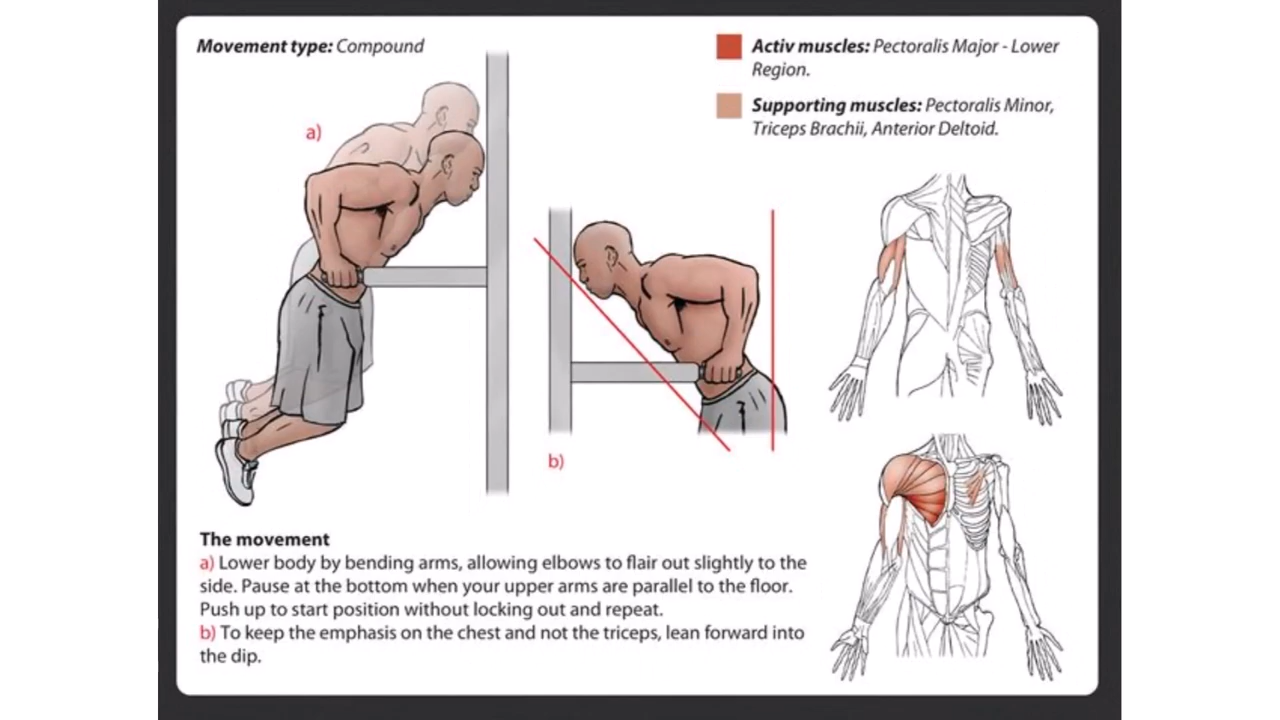 Movement type: Compound
Activ muscles: Pectoralis Major - Lower
Region.
Supporting muscles: Pectoralis Minor,
Triceps Brachii, Anterior Deltoid.
a)
b)
The movement
a) Lower body by bending arms, allowing elbows to flair out slightly to the
side. Pause at the bottom when your upper arms are parallel to the floor.
Push up to start position without locking out and repeat.
b) To keep the emphasis on the chest and not the triceps, lean forward into
the dip.